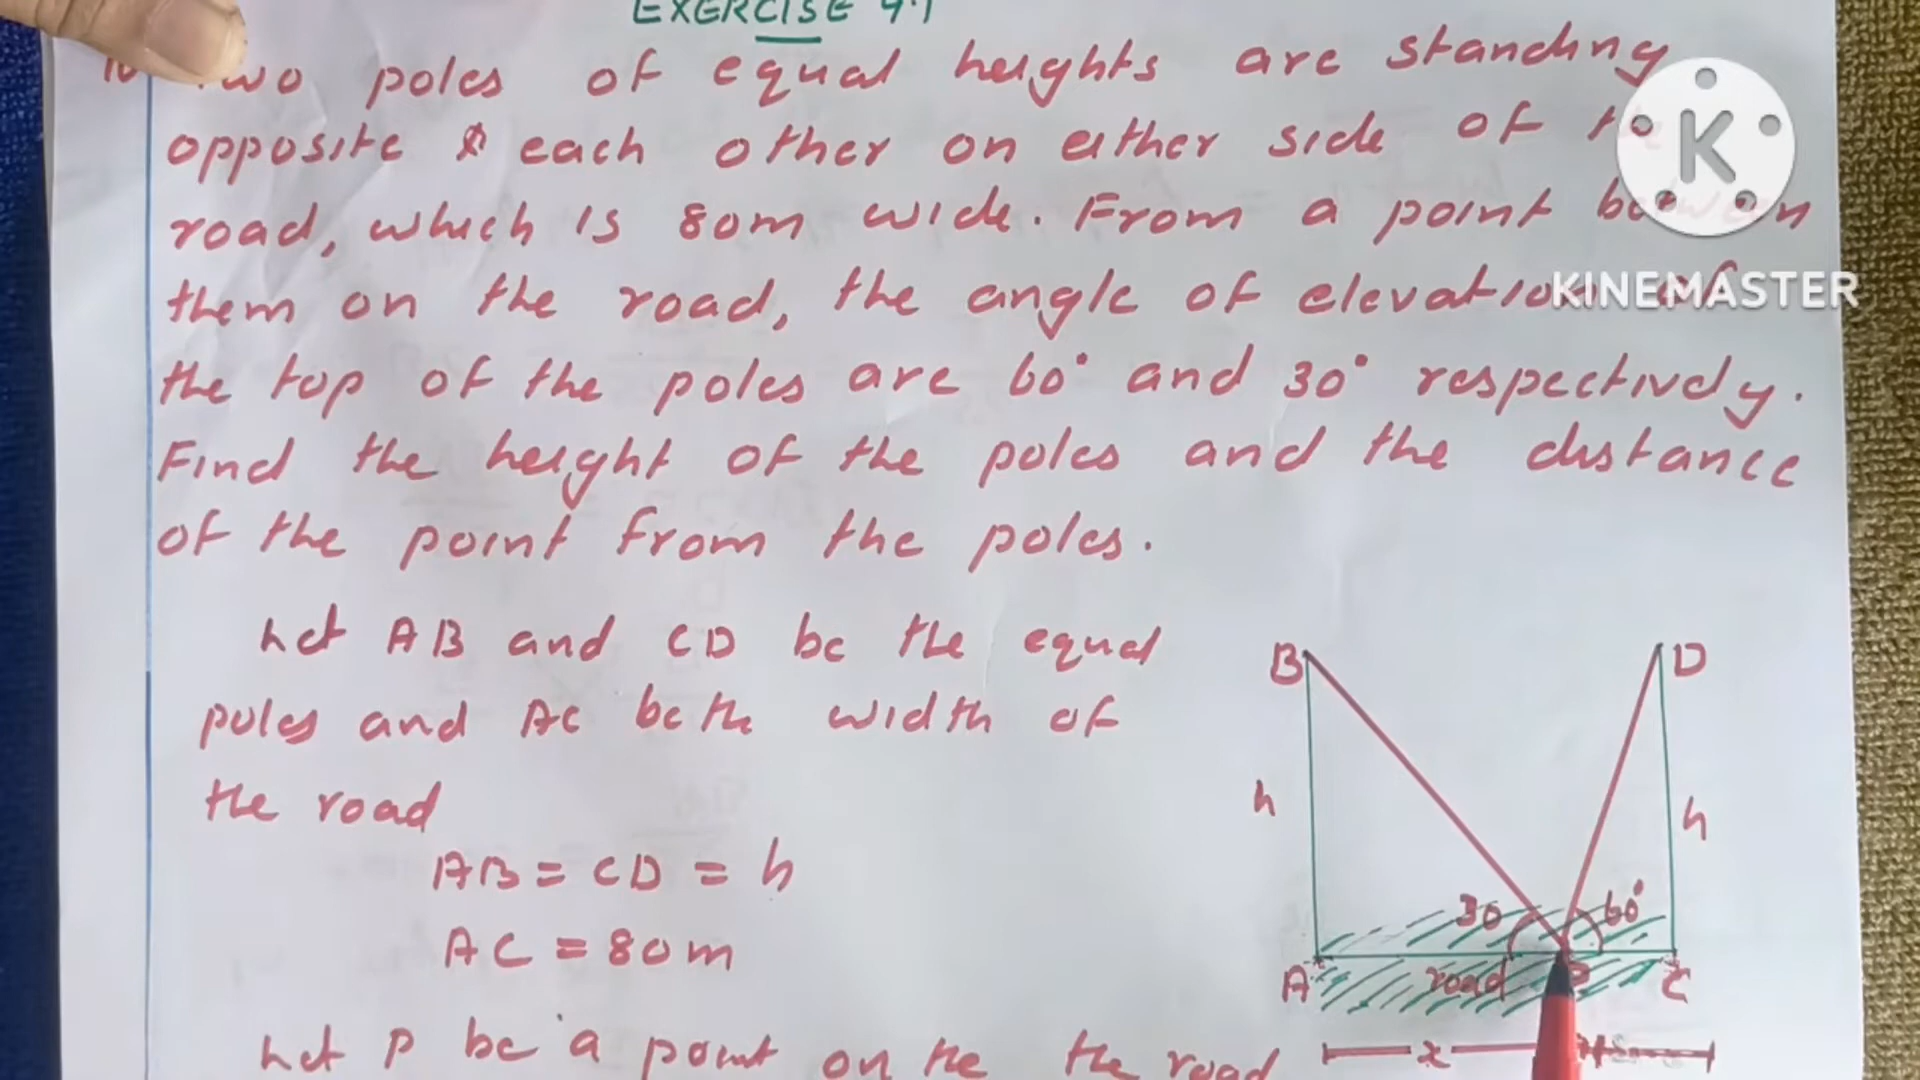 EXERCISE 9.1
10 Two poles of equal heights are standing
opposite each other on either side of the
road, which is 80m wide. From a point between
them on the road, the angle of elevation of
the top of the poles are 60° and 30° respectively.
Find the height of the poles and the distance
of the point from the poles.
Let AB and CD be the equal
poles and AC be the width of
the road
AB = CD = h
AC = 80m
Let P be a point on the the road
B D
h h
30 60°
A road P C
x
K
KINEMASTER